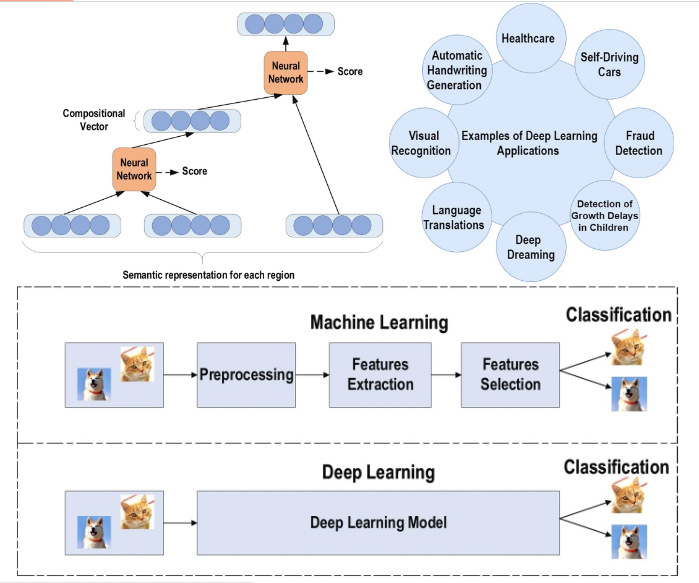 Neural
Network
Score
Compositional
Vector
Neural
Network
Score
Semantic representation for each region
Healthcare
Self-Driving
Cars
Fraud
Detection
Detection of
Growth Delays
in Children
Deep
Dreaming
Language
Translations
Visual
Recognition
Automatic
Handwriting
Generation
Examples of Deep Learning
Applications
Machine Learning
Classification
Preprocessing
Features
Extraction
Features
Selection
Deep Learning
Classification
Deep Learning Model